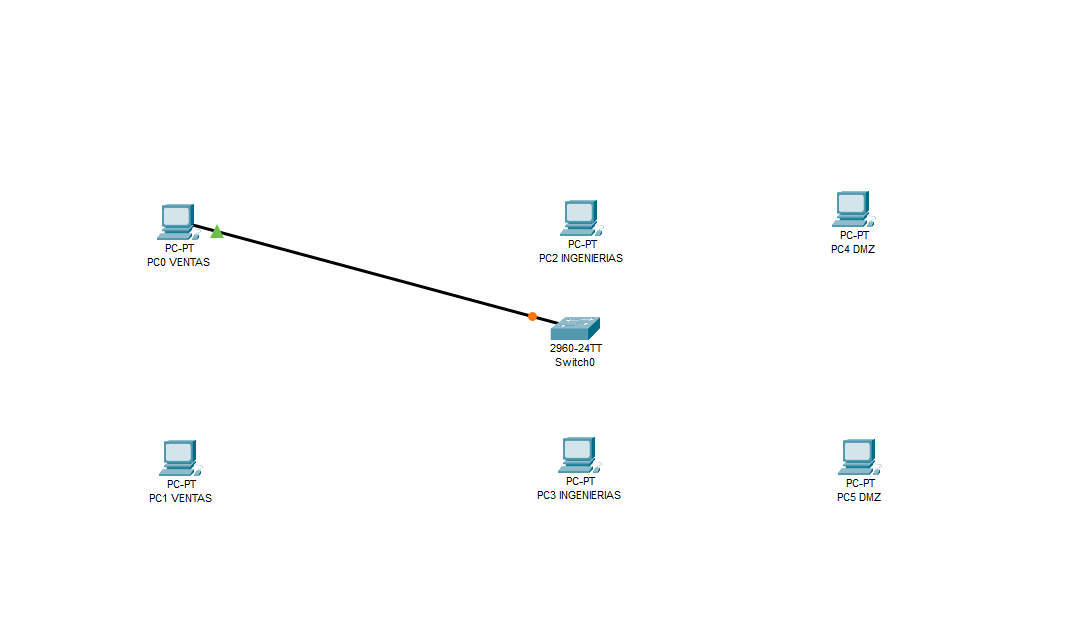 PC-PT
PC0 VENTAS
PC-PT
PC2 INGENIERIAS
PC-PT
PC4 DMZ
2960-24TT
Switch0
PC-PT
PC1 VENTAS
PC-PT
PC3 INGENIERIAS
PC-PT
PC5 DMZ